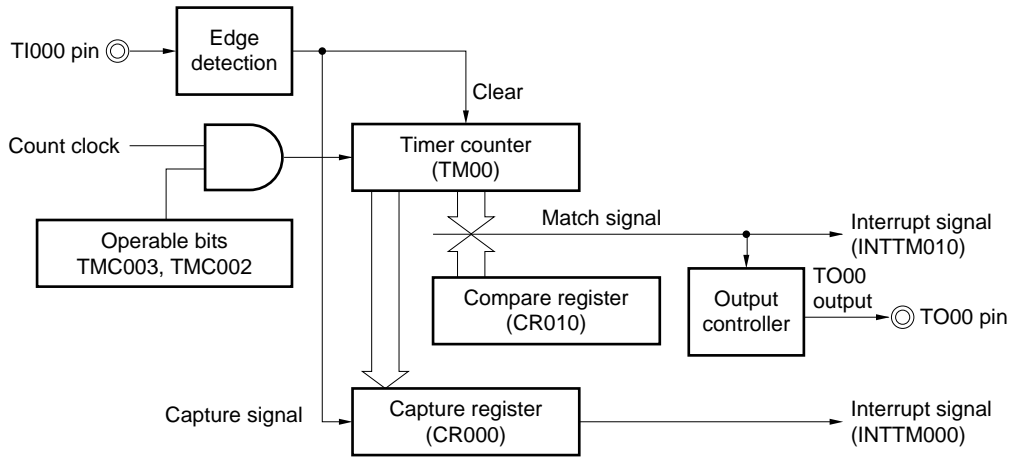 TI000 pin
Edge
detection
Clear
Count clock
Timer counter
(TM00)
Operable bits
TMC003, TMC002
Match signal
Interrupt signal
(INTTM010)
Compare register
(CR010)
Output
controller
TO00
output
TO00 pin
Capture signal
Capture register
(CR000)
Interrupt signal
(INTTM000)